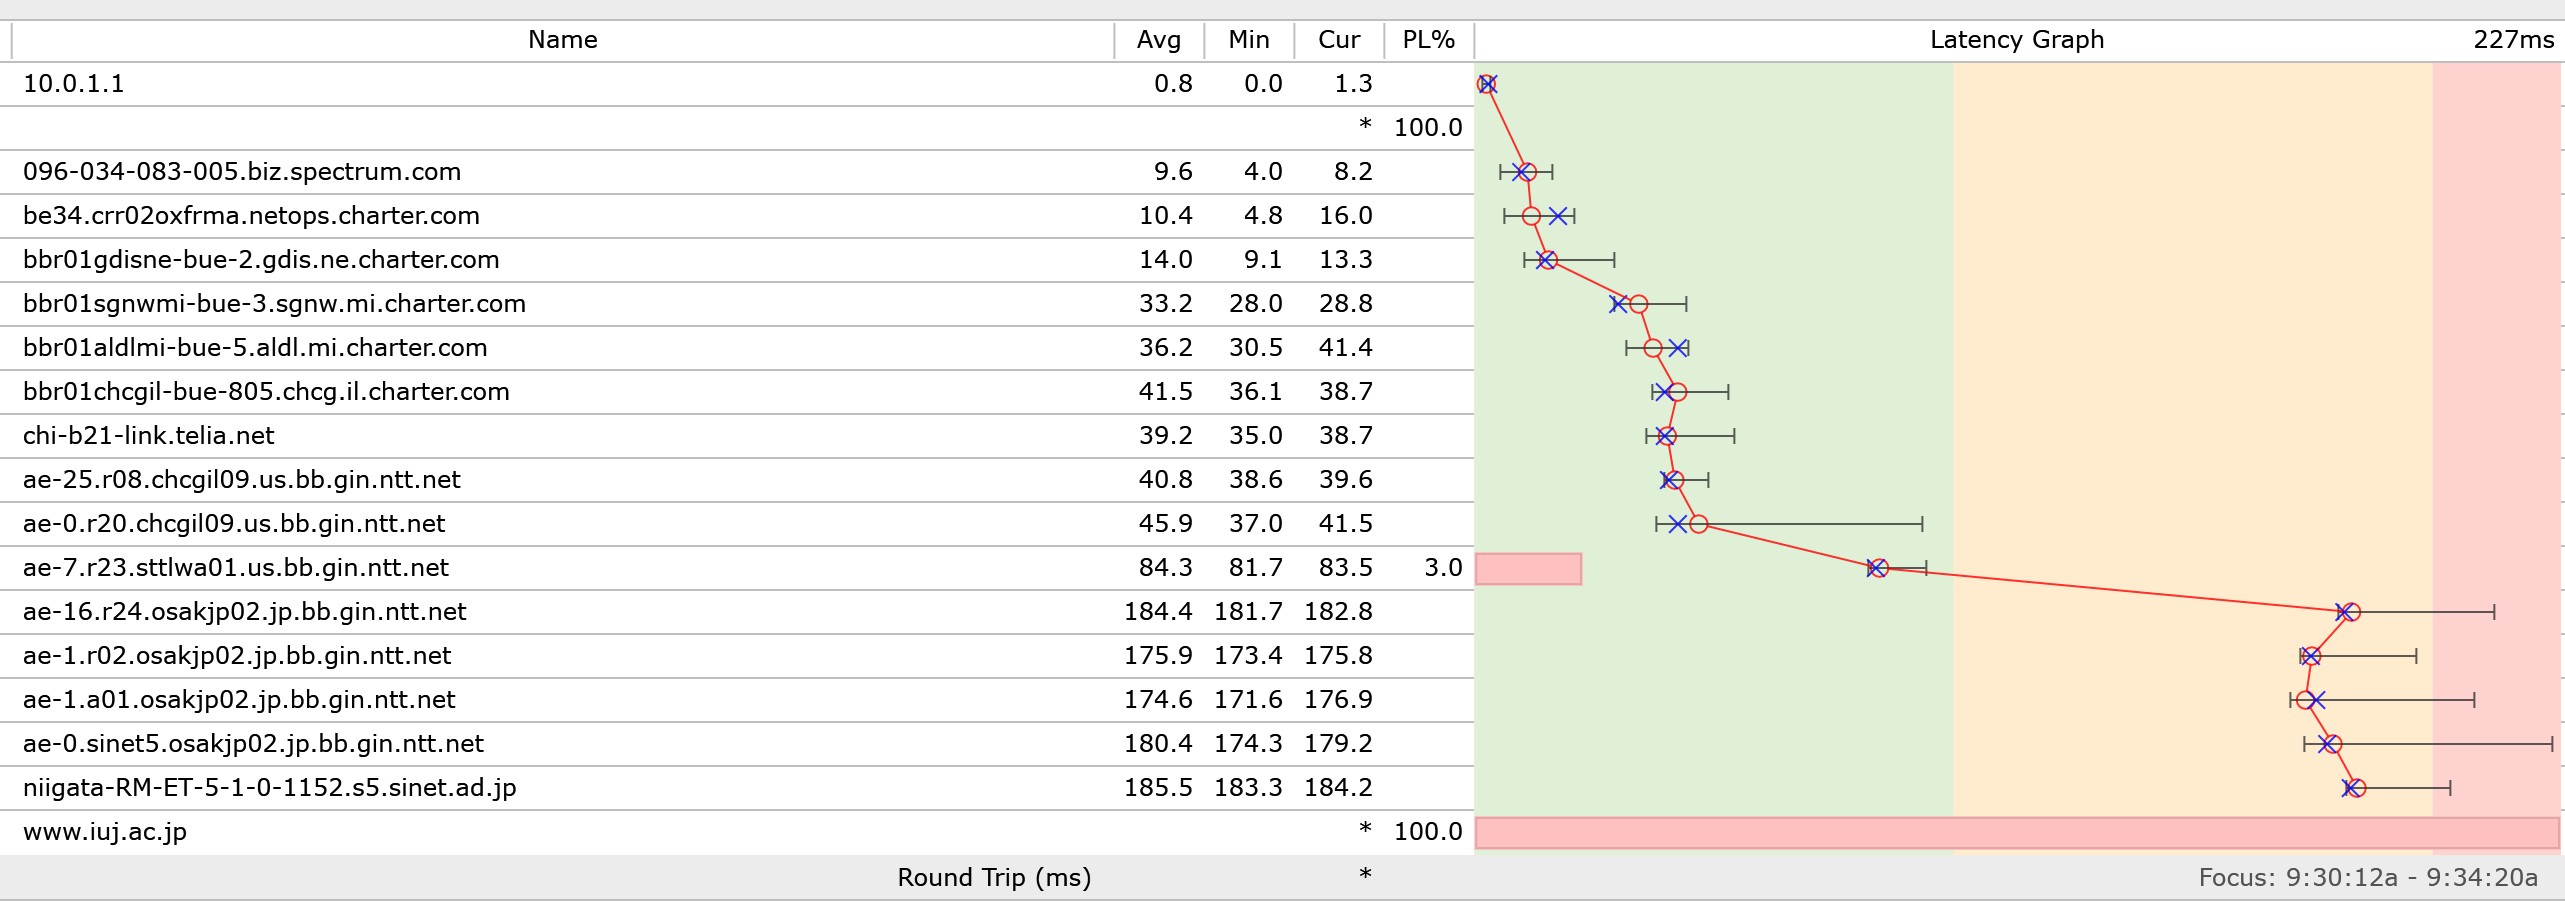 Name Avg Min Cur PL% Latency Graph 227ms
10.0.1.1 0.8 0.0 1.3
* 100.0
096-034-083-005.biz.spectrum.com 9.6 4.0 8.2
be34.crr02oxfrma.netops.charter.com 10.4 4.8 16.0
bbr01gdisne-bue-2.gdis.ne.charter.com 14.0 9.1 13.3
bbr01sgnwmi-bue-3.sgnw.mi.charter.com 33.2 28.0 28.8
bbr01aldlmi-bue-5.aldl.mi.charter.com 36.2 30.5 41.4
bbr01chcgil-bue-805.chcg.il.charter.com 41.5 36.1 38.7
chi-b21-link.telia.net 39.2 35.0 38.7
ae-25.r08.chcgil09.us.bb.gin.ntt.net 40.8 38.6 39.6
ae-0.r20.chcgil09.us.bb.gin.ntt.net 45.9 37.0 41.5
ae-7.r23.sttlwa01.us.bb.gin.ntt.net 84.3 81.7 83.5 3.0
ae-16.r24.osakjp02.jp.bb.gin.ntt.net 184.4 181.7 182.8
ae-1.r02.osakjp02.jp.bb.gin.ntt.net 175.9 173.4 175.8
ae-1.a01.osakjp02.jp.bb.gin.ntt.net 174.6 171.6 176.9
ae-0.sinet5.osakjp02.jp.bb.gin.ntt.net 180.4 174.3 179.2
niigata-RM-ET-5-1-0-1152.s5.sinet.ad.jp 185.5 183.3 184.2
www.iuj.ac.jp * 100.0
Round Trip (ms) * Focus: 9:30:12a - 9:34:20a